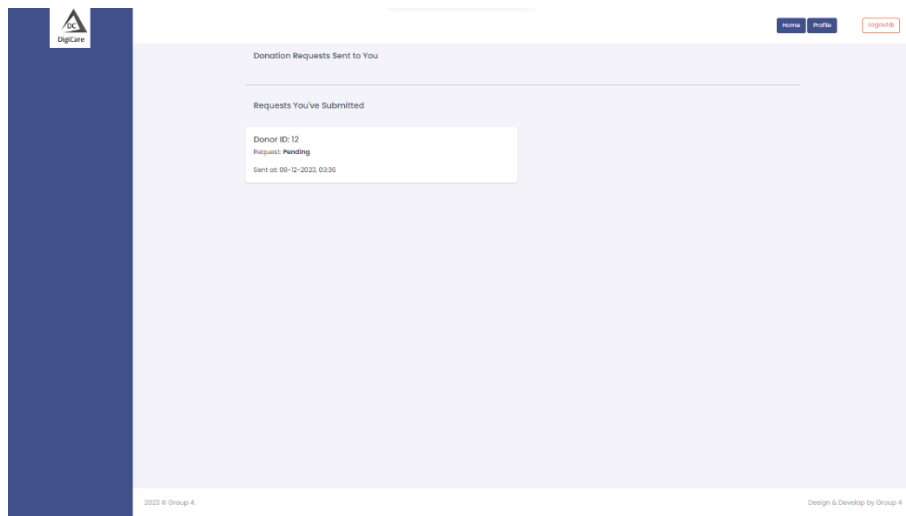 DC
DigiCare
Home Profile Logout
Donation Requests Sent to You
Requests You've Submitted
Donor ID: 12
Request: Pending
Sent at: 08-12-2023, 03:36
2023 © Group 4.
Design & Develop by Group 4